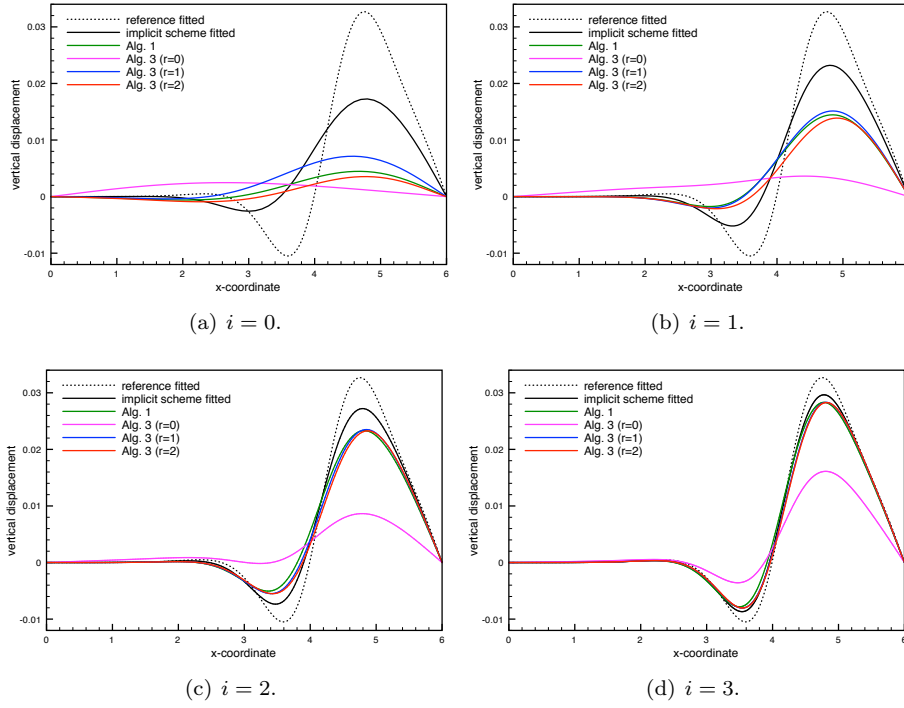 reference fitted
implicit scheme fitted
Alg. 1
Alg. 3 (r=0)
Alg. 3 (r=1)
Alg. 3 (r=2)
0.03
0.02
0.01
0
-0.01
vertical displacement
0 1 2 3 4 5 6
x-coordinate
(a) i = 0.
reference fitted
implicit scheme fitted
Alg. 1
Alg. 3 (r=0)
Alg. 3 (r=1)
Alg. 3 (r=2)
0.03
0.02
0.01
0
-0.01
vertical displacement
0 1 2 3 4 5
x-coordinate
(b) i = 1.
reference fitted
implicit scheme fitted
Alg. 1
Alg. 3 (r=0)
Alg. 3 (r=1)
Alg. 3 (r=2)
0.03
0.02
0.01
0
-0.01
vertical displacement
0 1 2 3 4 5 6
x-coordinate
(c) i = 2.
reference fitted
implicit scheme fitted
Alg. 1
Alg. 3 (r=0)
Alg. 3 (r=1)
Alg. 3 (r=2)
0.03
0.02
0.01
0
-0.01
vertical displacement
0 1 2 3 4 5 6
x-coordinate
(d) i = 3.